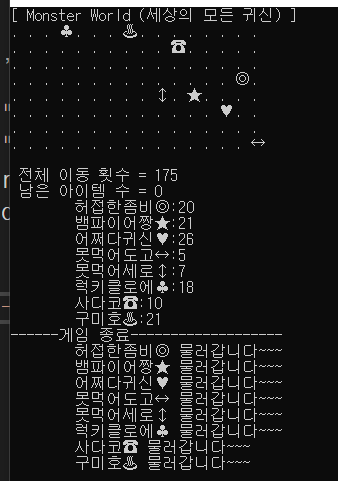 [ Monster World (세상의 모든 귀신) ]
. . . ♣ . . . ♨ . . . . . . . .
. . . . . . . . . . ☎ . . . . .
. . . . . . . . . . . . . . . .
. . . . . . . . . . . . . . ◎ .
. . . . . . . . . ↕ . ★ . . . .
. . . . . . . . . . . . . ♥ . .
. . . . . . . . . . . . . . . .
. . . . . . . . . . . . . . . ↔
전체 이동 횟수 = 175
남은 아이템 수 = 0
허접한좀비◎:20
뱀파이어짱★:21
어쩌다귀신♥:26
못먹어도고↔:5
못먹어세로↕:7
럭키클로에♣:18
사다코☎:10
구미호♨:21
------게임 종료-------------------
허접한좀비◎ 물러갑니다~~~
뱀파이어짱★ 물러갑니다~~~
어쩌다귀신♥ 물러갑니다~~~
못먹어도고↔ 물러갑니다~~~
못먹어세로↕ 물러갑니다~~~
럭키클로에♣ 물러갑니다~~~
사다코☎ 물러갑니다~~~
구미호♨ 물러갑니다~~~